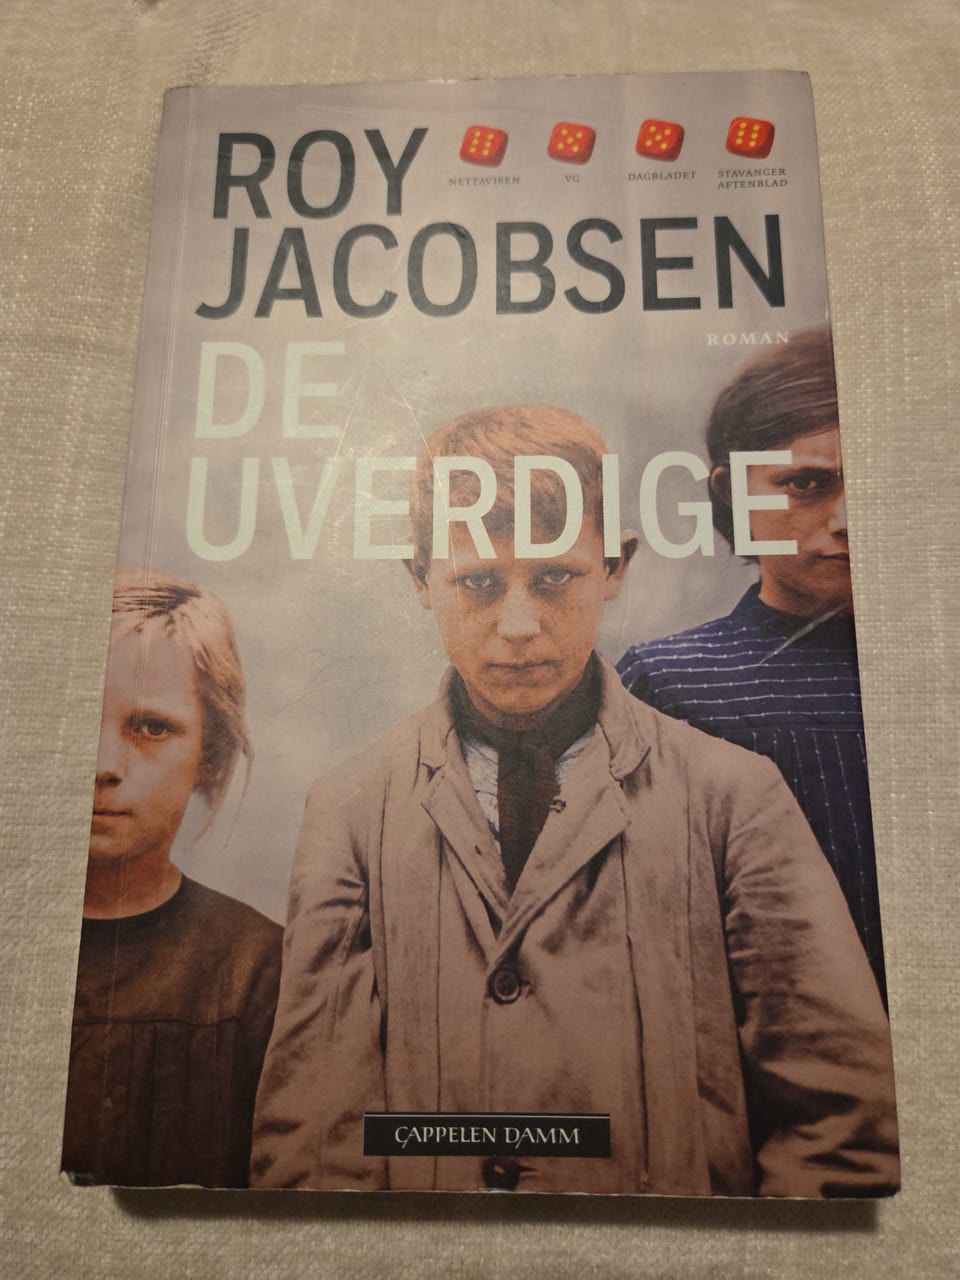 ROY
NETTAVISEN
VG
DAGBLADET
STAVANGER
AFTENBLAD
JACOBSEN
ROMAN
DE
UVERDIGE
CAPPELEN DAMM